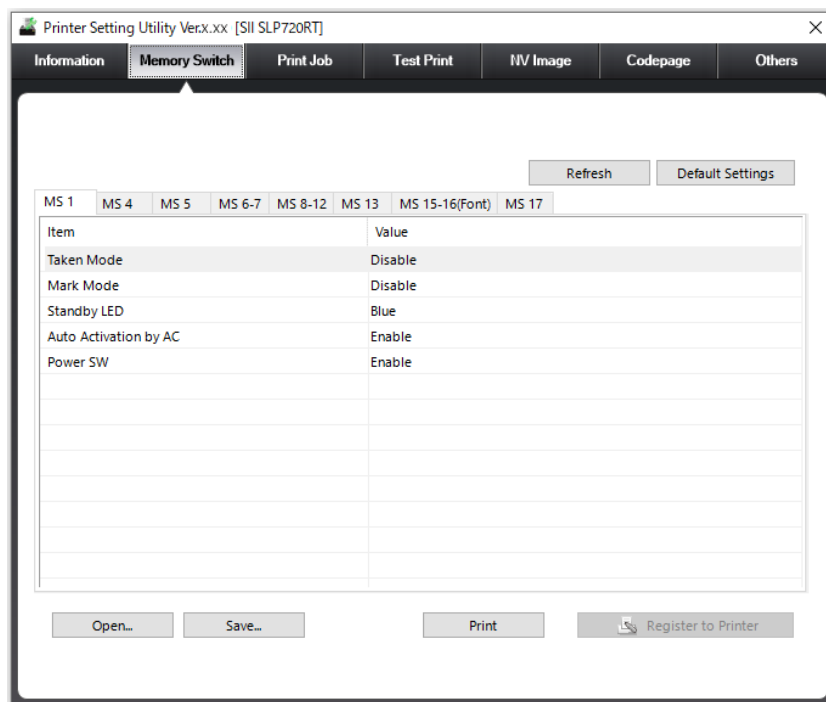 Printer Setting Utility Ver.x.xx [SII SLP720RT]
Information Memory Switch Print Job Test Print NV Image Codepage Others
Refresh Default Settings
MS 1 MS 4 MS 5 MS 6-7 MS 8-12 MS 13 MS 15-16(Font) MS 17
Item Value
Taken Mode Disable
Mark Mode Disable
Standby LED Blue
Auto Activation by AC Enable
Power SW Enable
Open... Save... Print Register to Printer